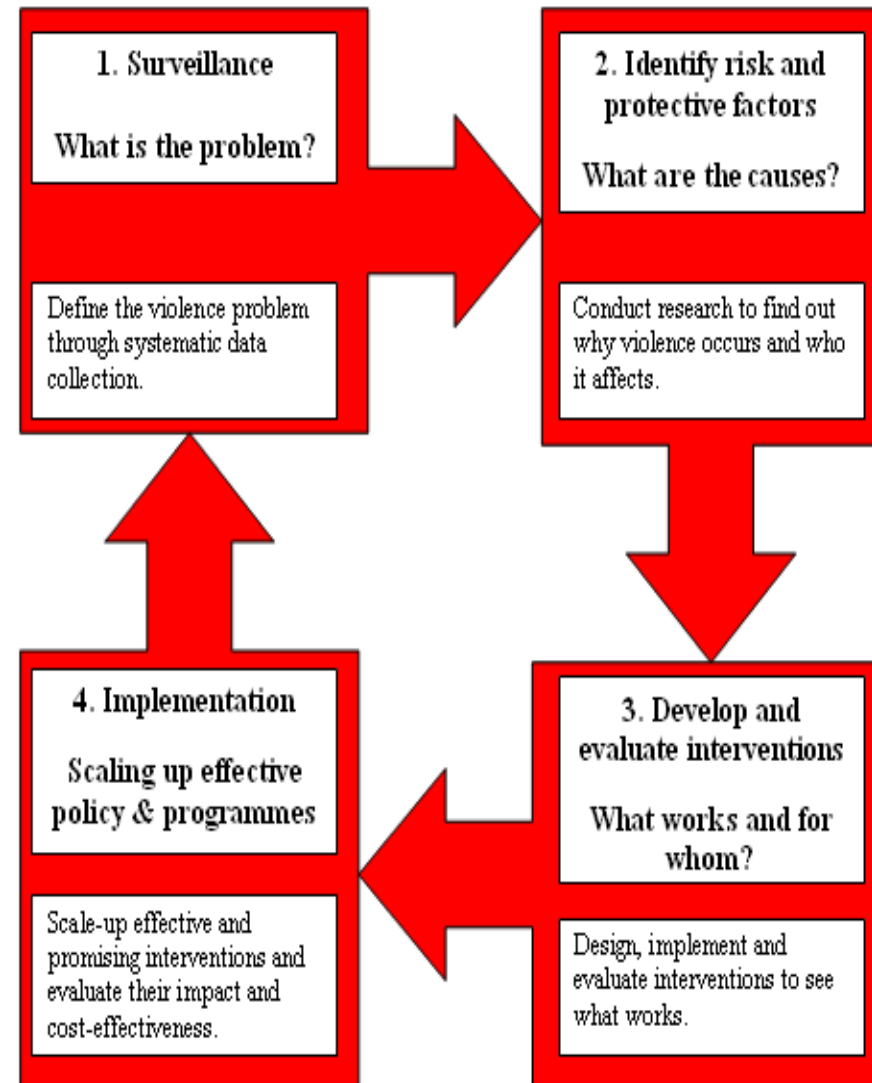 1. Surveillance
What is the problem?
Define the violence problem
through systematic data
collection.
2. Identify risk and
protective factors
What are the causes?
Conduct research to find out
why violence occurs and who
it affects.
3. Develop and
evaluate interventions
What works and for
whom?
Design, implement and
evaluate interventions to see
what works.
4. Implementation
Scaling up effective
policy & programmes
Scale-up effective and
promising interventions and
evaluate their impact and
cost-effectiveness.